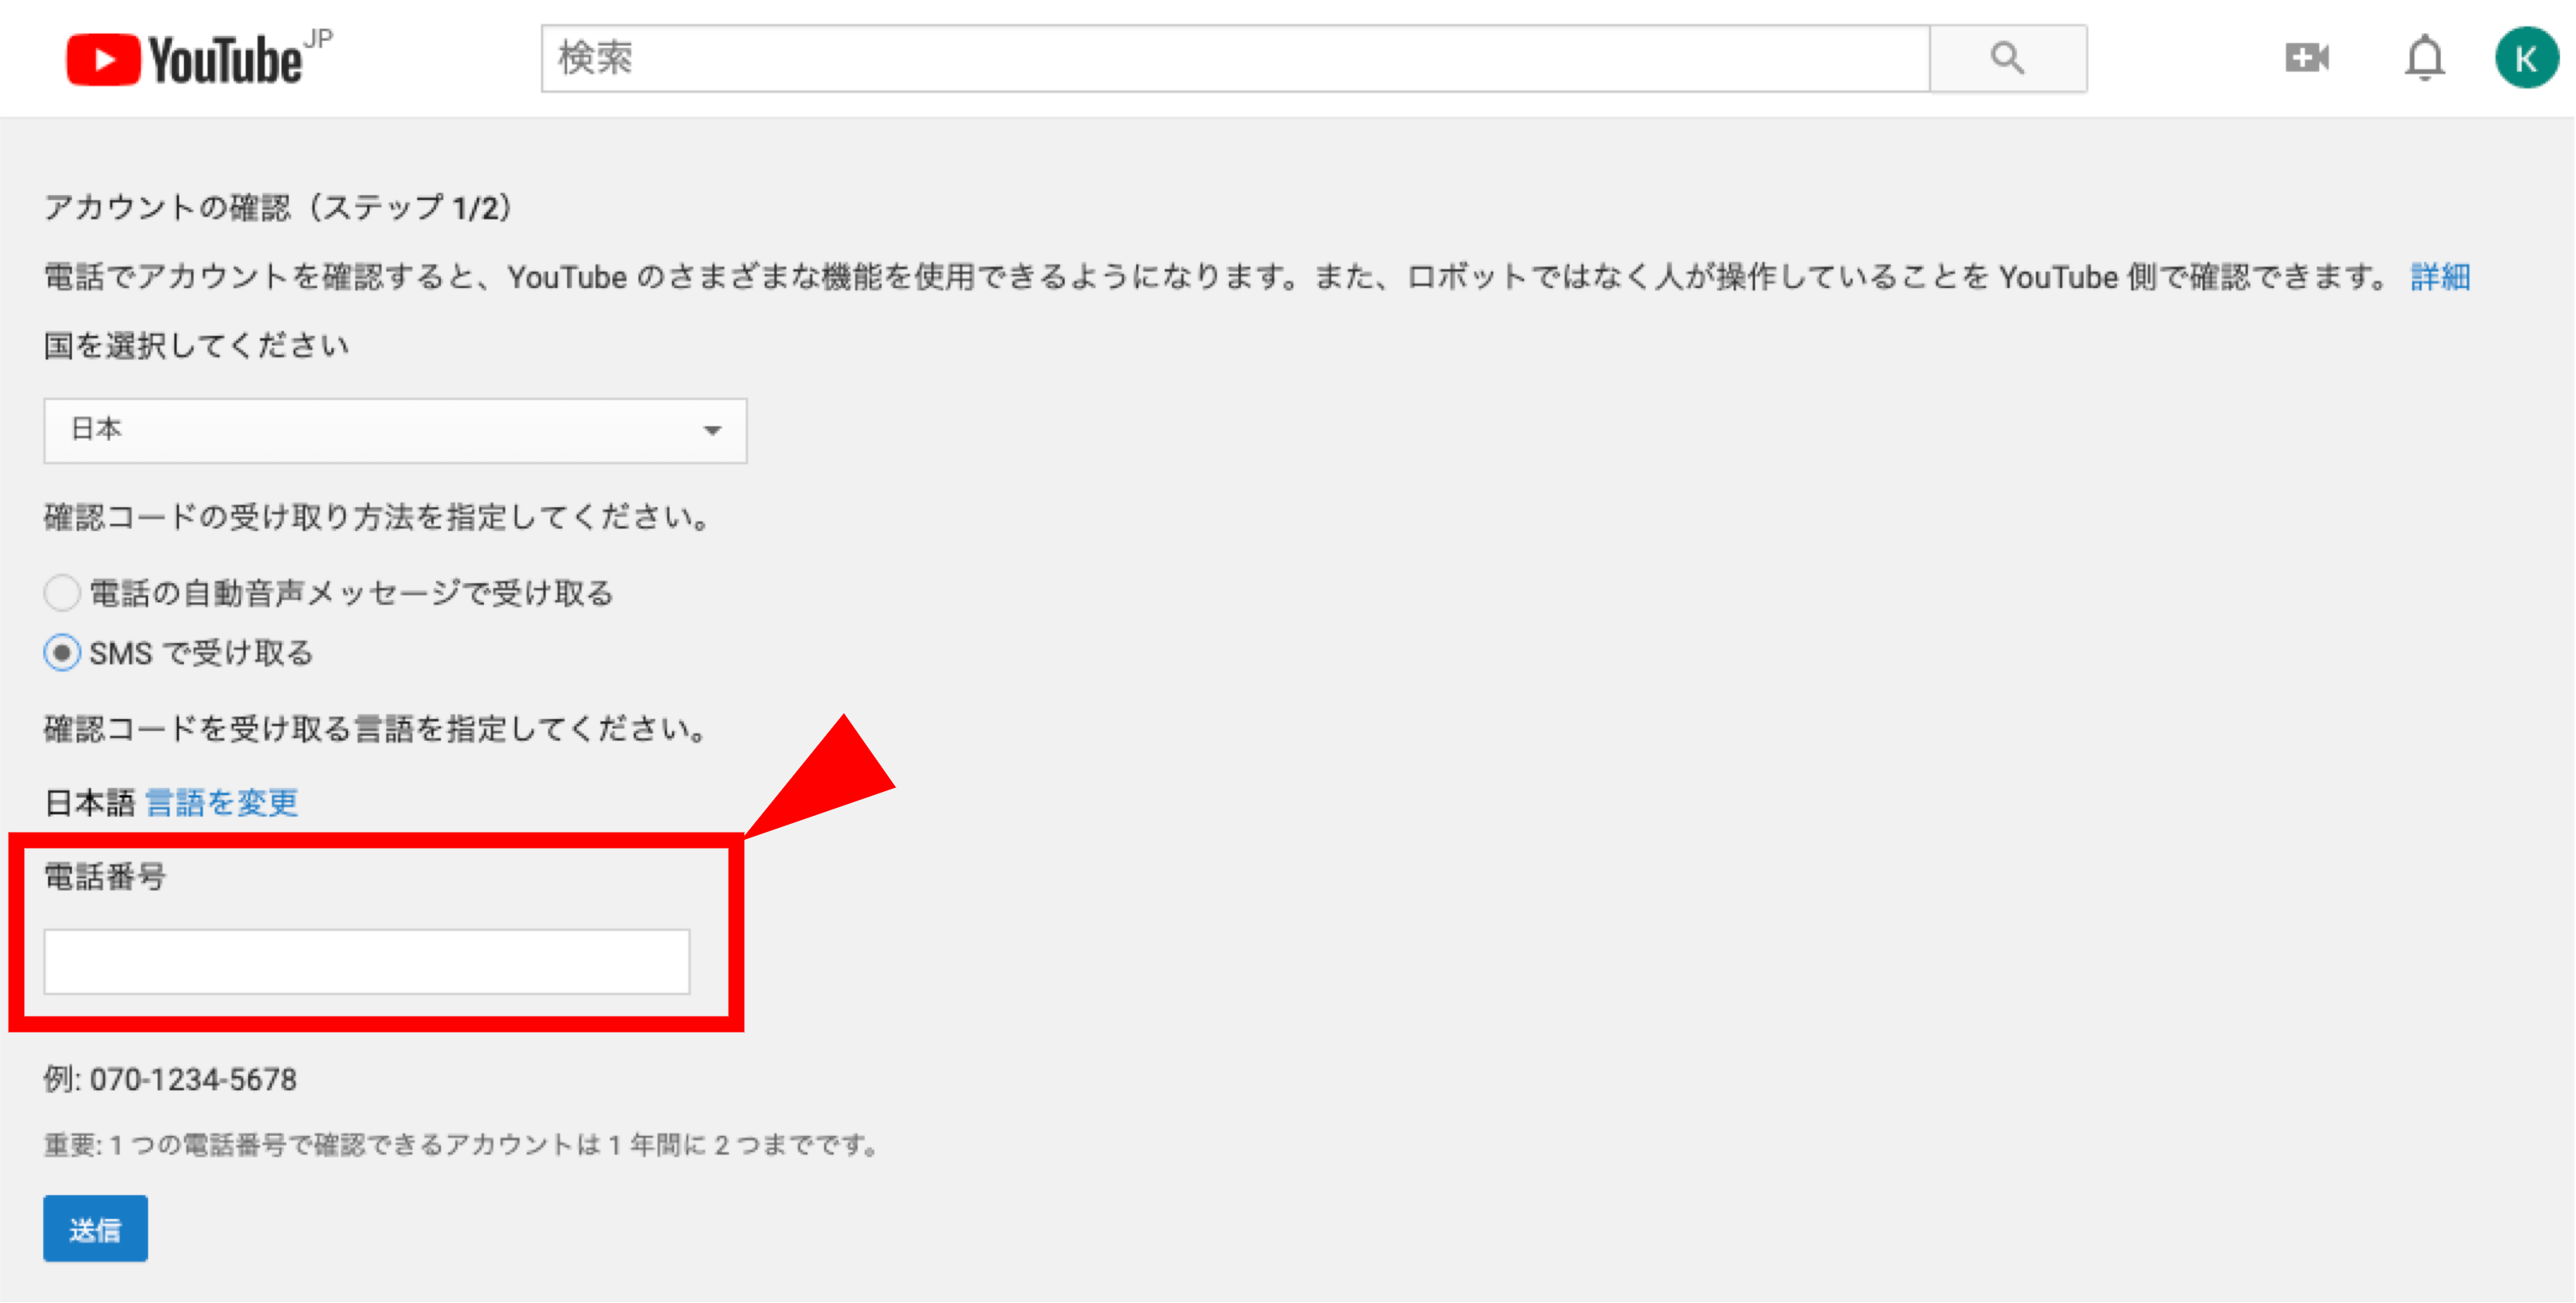 YouTube JP
検索
K
アカウントの確認（ステップ 1/2）
電話でアカウントを確認すると、YouTube のさまざまな機能を使用できるようになります。また、ロボットではなく人が操作していることを YouTube 側で確認できます。 詳細
国を選択してください
日本
確認コードの受け取り方法を指定してください。
電話の自動音声メッセージで受け取る
SMS で受け取る
確認コードを受け取る言語を指定してください。
日本語 言語を変更
電話番号
例: 070-1234-5678
重要: 1 つの電話番号で確認できるアカウントは 1 年間に 2 つまでです。
送信